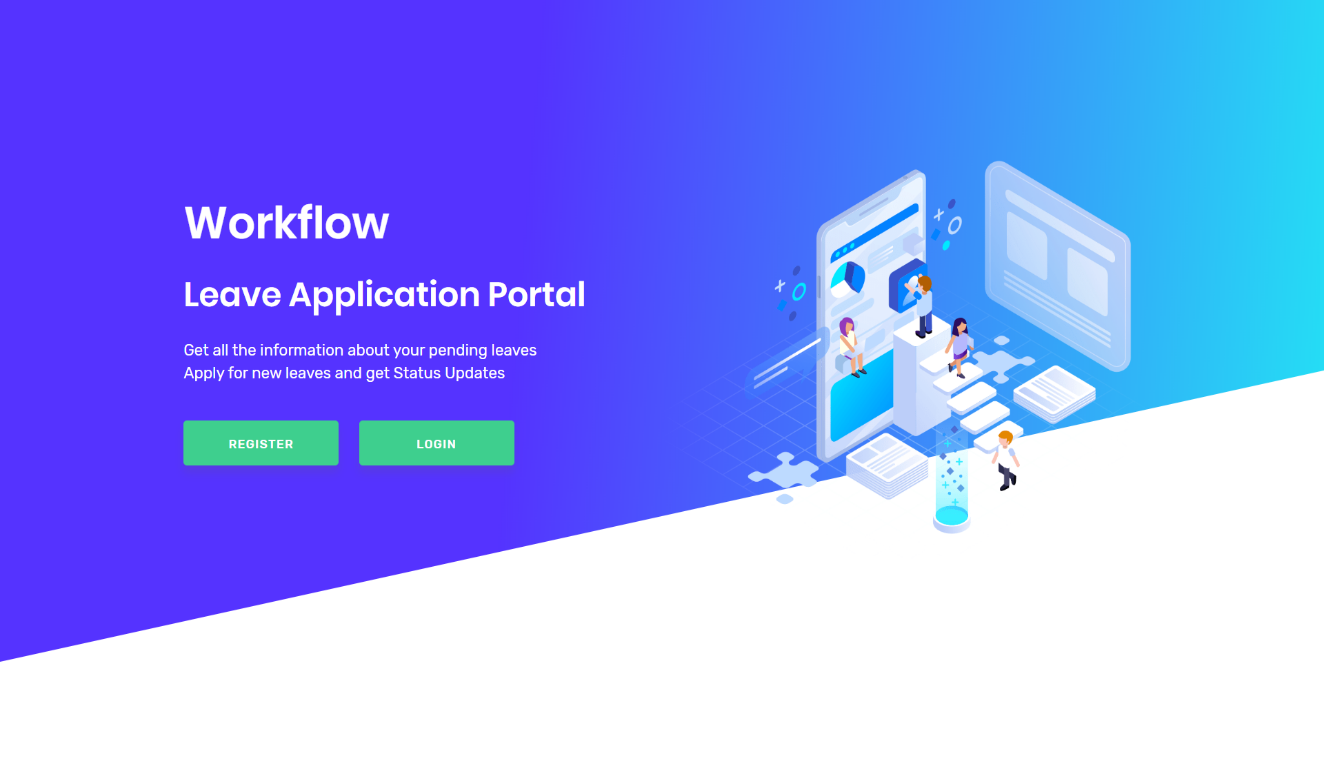 Workflow
Leave Application Portal
Get all the information about your pending leaves
Apply for new leaves and get Status Updates
REGISTER
LOGIN